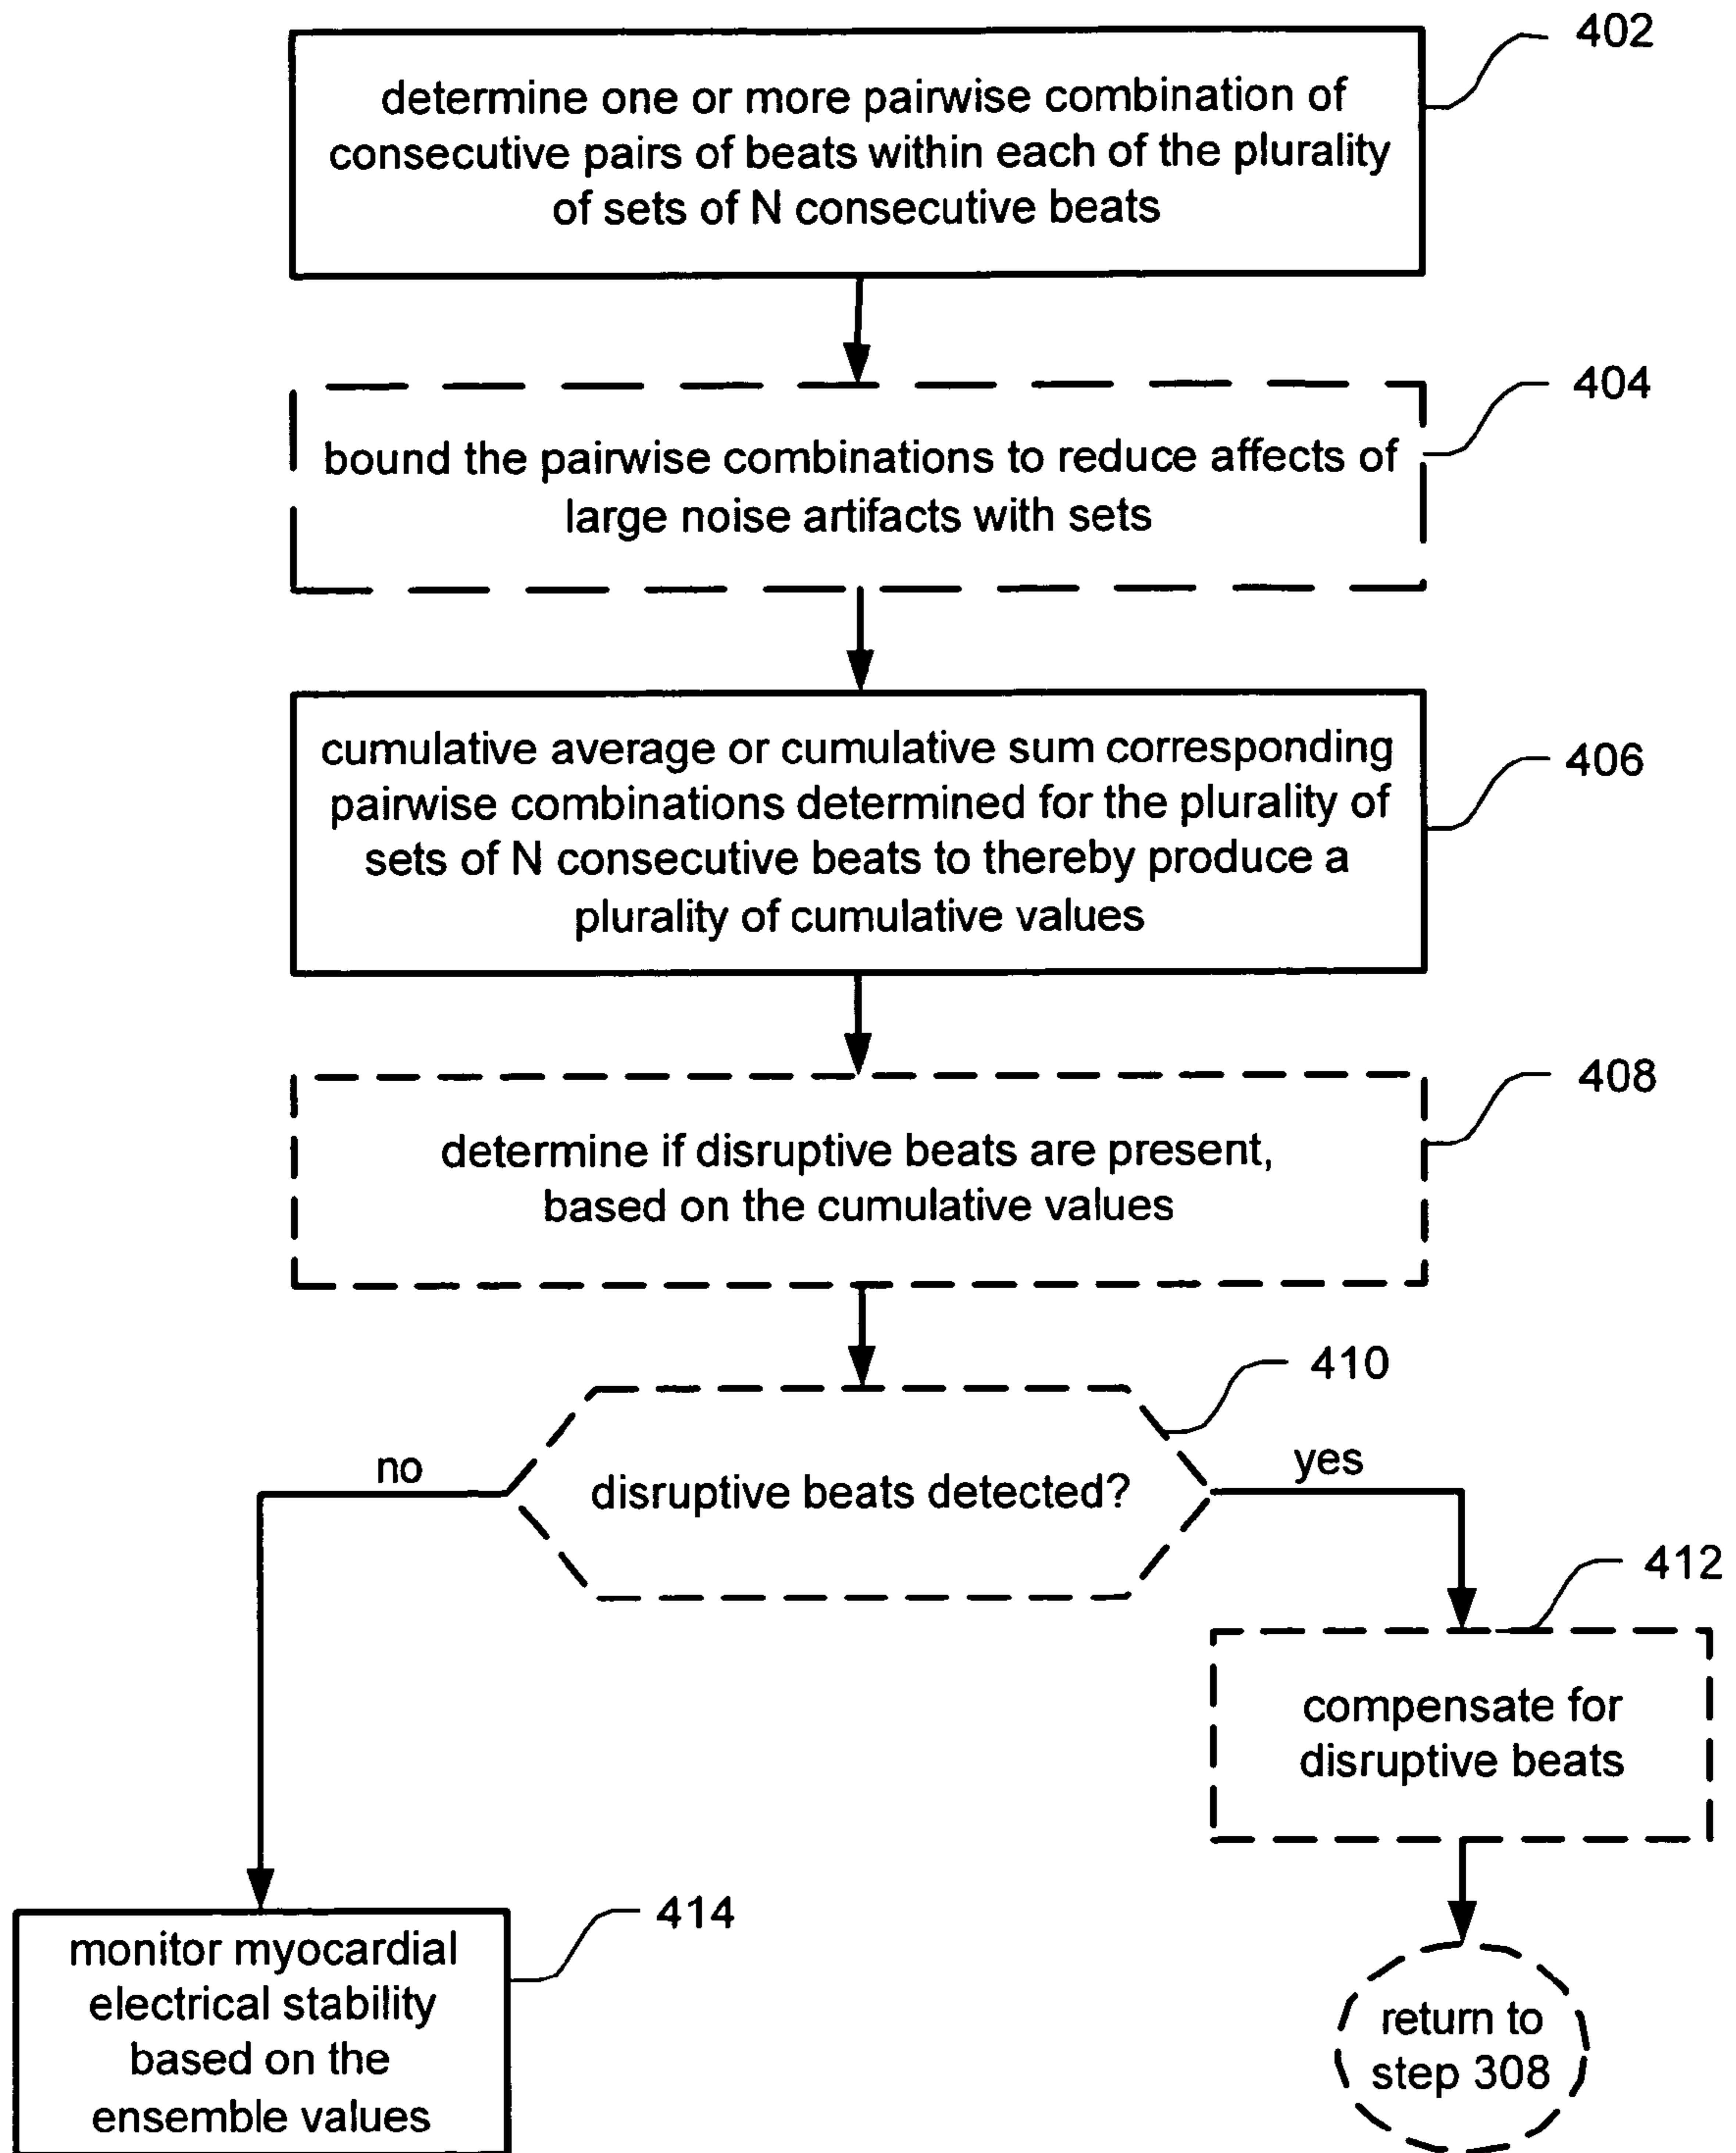 402
determine one or more pairwise combination of
consecutive pairs of beats within each of the plurality
of sets of N consecutive beats
404
bound the pairwise combinations to reduce affects of
large noise artifacts with sets
406
cumulative average or cumulative sum corresponding
pairwise combinations determined for the plurality of
sets of N consecutive beats to thereby produce a
plurality of cumulative values
408
determine if disruptive beats are present,
based on the cumulative values
410
no
disruptive beats detected?
yes
412
compensate for
disruptive beats
414
monitor myocardial
electrical stability
based on the
ensemble values
return to
step 308